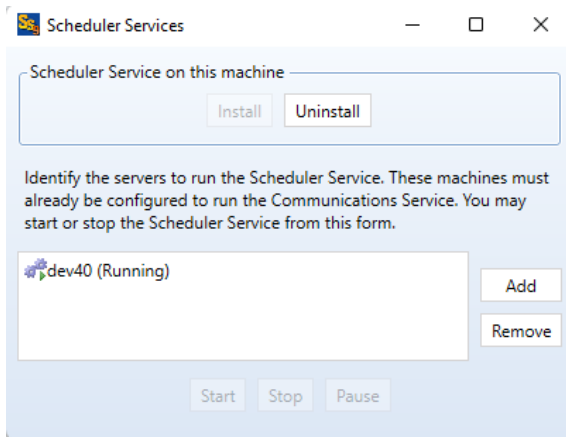 Scheduler Services
Scheduler Service on this machine
Install Uninstall
Identify the servers to run the Scheduler Service. These machines must
already be configured to run the Communications Service. You may
start or stop the Scheduler Service from this form.
dev40 (Running)
Add
Remove
Start Stop Pause